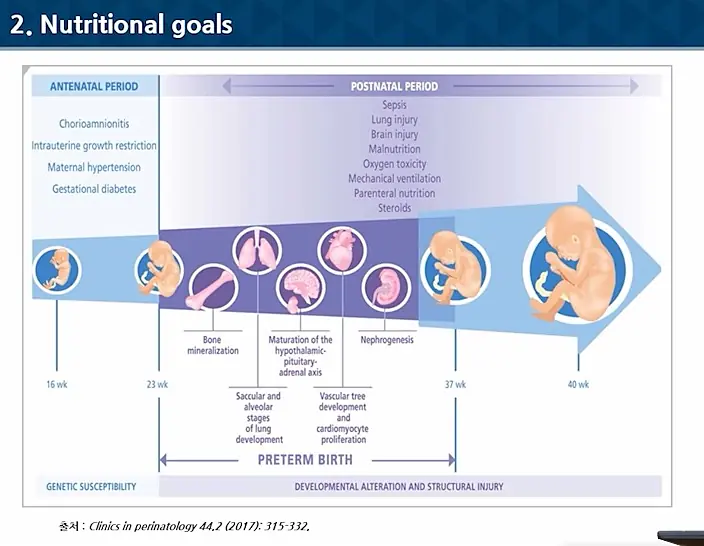 2. Nutritional goals
ANTENATAL PERIOD
Chorioamnionitis
Intrauterine growth restriction
Maternal hypertension
Gestational diabetes
POSTNATAL PERIOD
Sepsis
Lung injury
Brain injury
Malnutrition
Oxygen toxicity
Mechanical ventilation
Parenteral nutrition
Steroids
Bone
mineralization
Maturation of the
hypothalamic-
pituitary-
adrenal axis
Nephrogenesis
16 wk
23 wk
37 wk
40 wk
Saccular and
alveolar
stages
of lung
development
Vascular tree
development
and
cardiomyocyte
proliferation
PRETERM BIRTH
GENETIC SUSCEPTIBILITY
DEVELOPMENTAL ALTERATION AND STRUCTURAL INJURY
출처 : Clinics in perinatology 44.2 (2017): 315-332.